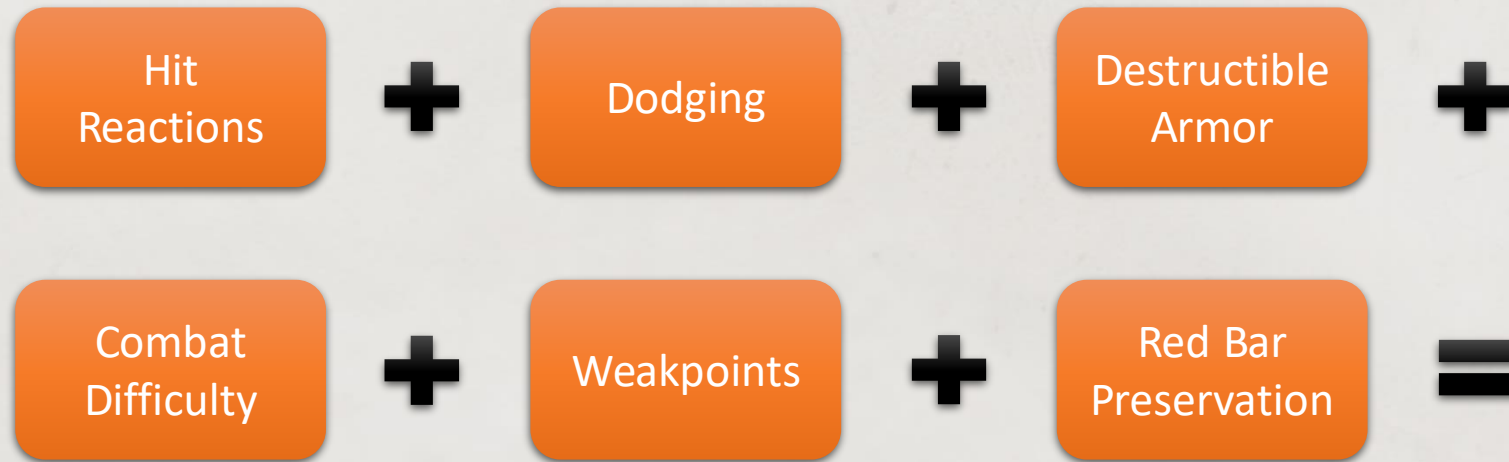 Hit
Reactions
+
Dodging
+
Destructible
Armor
+
Combat
Difficulty
+
Weakpoints
+
Red Bar
Preservation
=